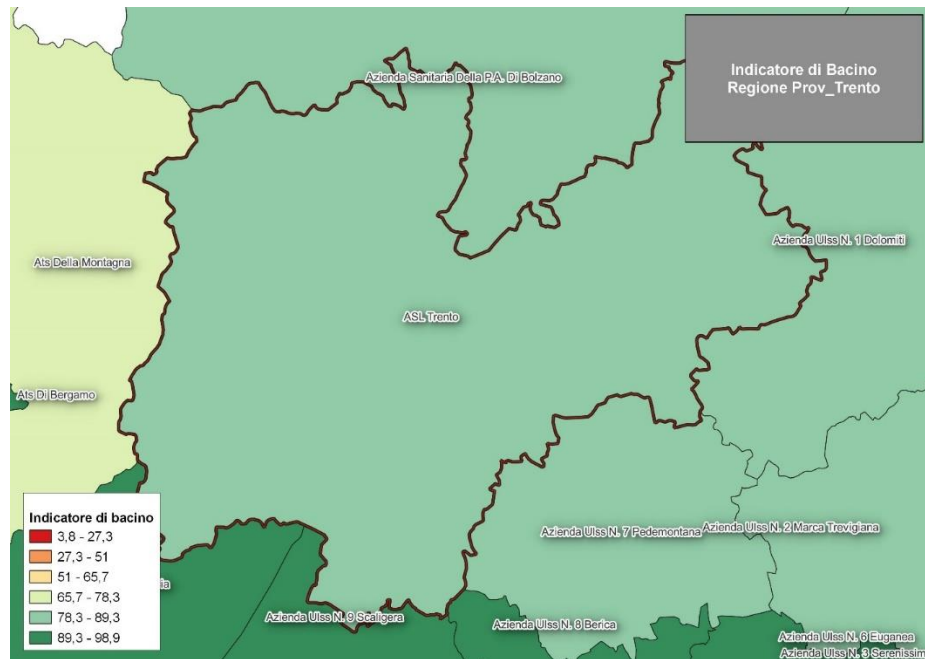 Indicatore di Bacino
Regione Prov_Trento
Azienda Sanitaria Della P.A. Di Bolzano
Azienda Ulss N. 1 Dolomiti
Ats Della Montagna
ASL Trento
Ats Di Bergamo
Azienda Ulss N. 7 Pedemontana
Azienda Ulss N. 2 Marca Trevigiana
Azienda Ulss N. 9 Scaligera
Azienda Ulss N. 8 Berica
Azienda Ulss N. 6 Euganea
Azienda Ulss N. 3 Serenissim
Indicatore di bacino
3,8 - 27,3
27,3 - 51
51 - 65,7
65,7 - 78,3
78,3 - 89,3
89,3 - 98,9